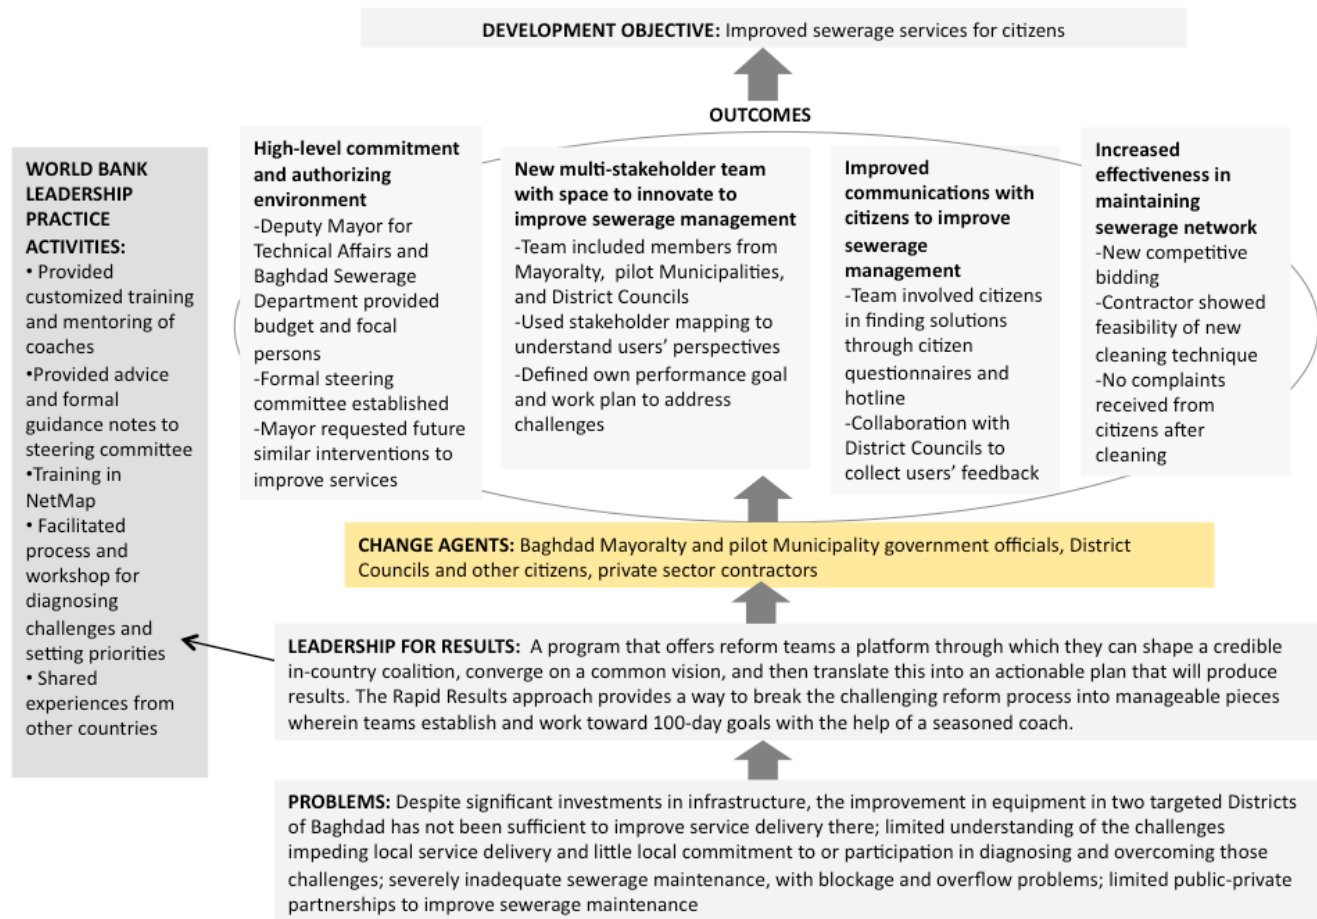 DEVELOPMENT OBJECTIVE: Improved sewerage services for citizens
OUTCOMES
WORLD BANK
LEADERSHIP
PRACTICE
ACTIVITIES:
• Provided
customized training
and mentoring of
coaches
•Provided advice
and formal
guidance notes to
steering committee
•Training in
NetMap
• Facilitated
process and
workshop for
diagnosing
challenges and
setting priorities
• Shared
experiences from
other countries
High-level commitment
and authorizing
environment
-Deputy Mayor for
Technical Affairs and
Baghdad Sewerage
Department provided
budget and focal
persons
-Formal steering
committee established
-Mayor requested future
similar interventions to
improve services
New multi-stakeholder team
with space to innovate to
improve sewerage management
-Team included members from
Mayoralty, pilot Municipalities,
and District Councils
-Used stakeholder mapping to
understand users’ perspectives
-Defined own performance goal
and work plan to address
challenges
Improved
communications with
citizens to improve
sewerage
management
-Team involved citizens
in finding solutions
through citizen
questionnaires and
hotline
-Collaboration with
District Councils to
collect users’ feedback
Increased
effectiveness in
maintaining
sewerage network
-New competitive
bidding
-Contractor showed
feasibility of new
cleaning technique
-No complaints
received from
citizens after
cleaning
CHANGE AGENTS: Baghdad Mayoralty and pilot Municipality government officials, District
Councils and other citizens, private sector contractors
LEADERSHIP FOR RESULTS: A program that offers reform teams a platform through which they can shape a credible
in-country coalition, converge on a common vision, and then translate this into an actionable plan that will produce
results. The Rapid Results approach provides a way to break the challenging reform process into manageable pieces
wherein teams establish and work toward 100-day goals with the help of a seasoned coach.
PROBLEMS: Despite significant investments in infrastructure, the improvement in equipment in two targeted Districts
of Baghdad has not been sufficient to improve service delivery there; limited understanding of the challenges
impeding local service delivery and little local commitment to or participation in diagnosing and overcoming those
challenges; severely inadequate sewerage maintenance, with blockage and overflow problems; limited public-private
partnerships to improve sewerage maintenance